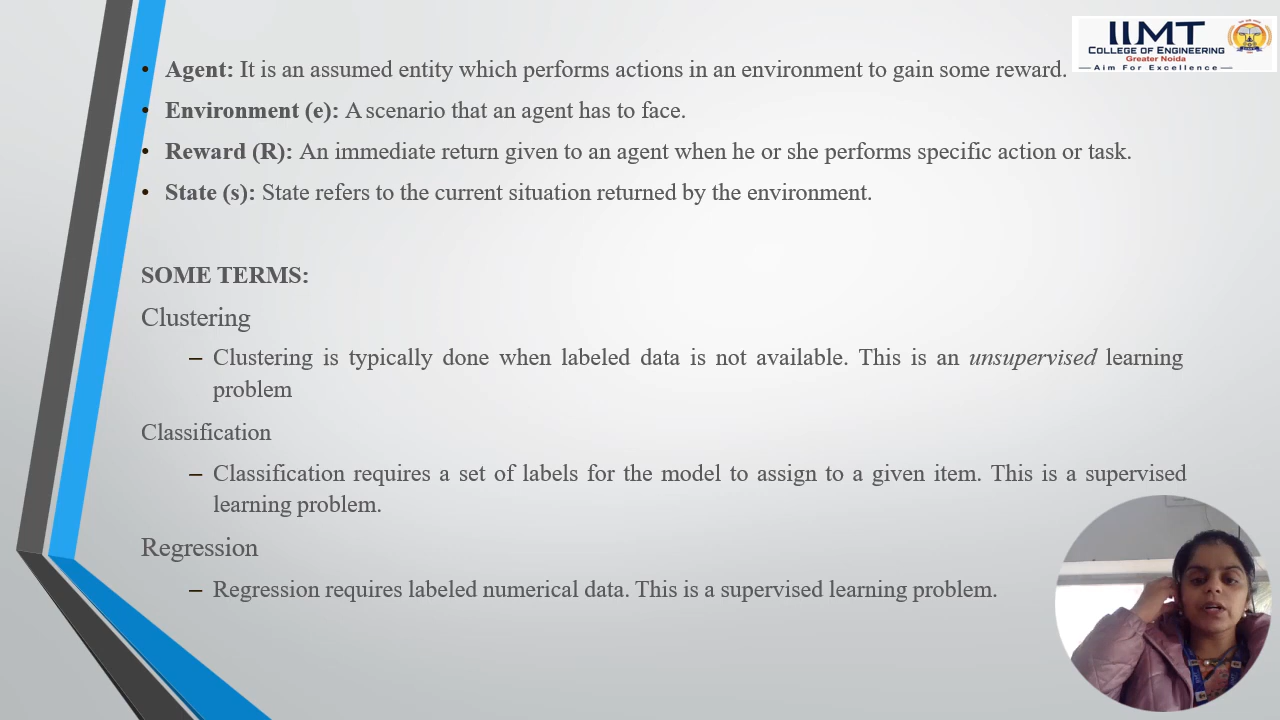 IIMT
COLLEGE OF ENGINEERING
Greater Noida
Aim For Excellence
• Agent: It is an assumed entity which performs actions in an environment to gain some reward.
• Environment (e): A scenario that an agent has to face.
• Reward (R): An immediate return given to an agent when he or she performs specific action or task.
• State (s): State refers to the current situation returned by the environment.
SOME TERMS:
Clustering
– Clustering is typically done when labeled data is not available. This is an unsupervised learning
problem
Classification
– Classification requires a set of labels for the model to assign to a given item. This is a supervised
learning problem.
Regression
– Regression requires labeled numerical data. This is a supervised learning problem.